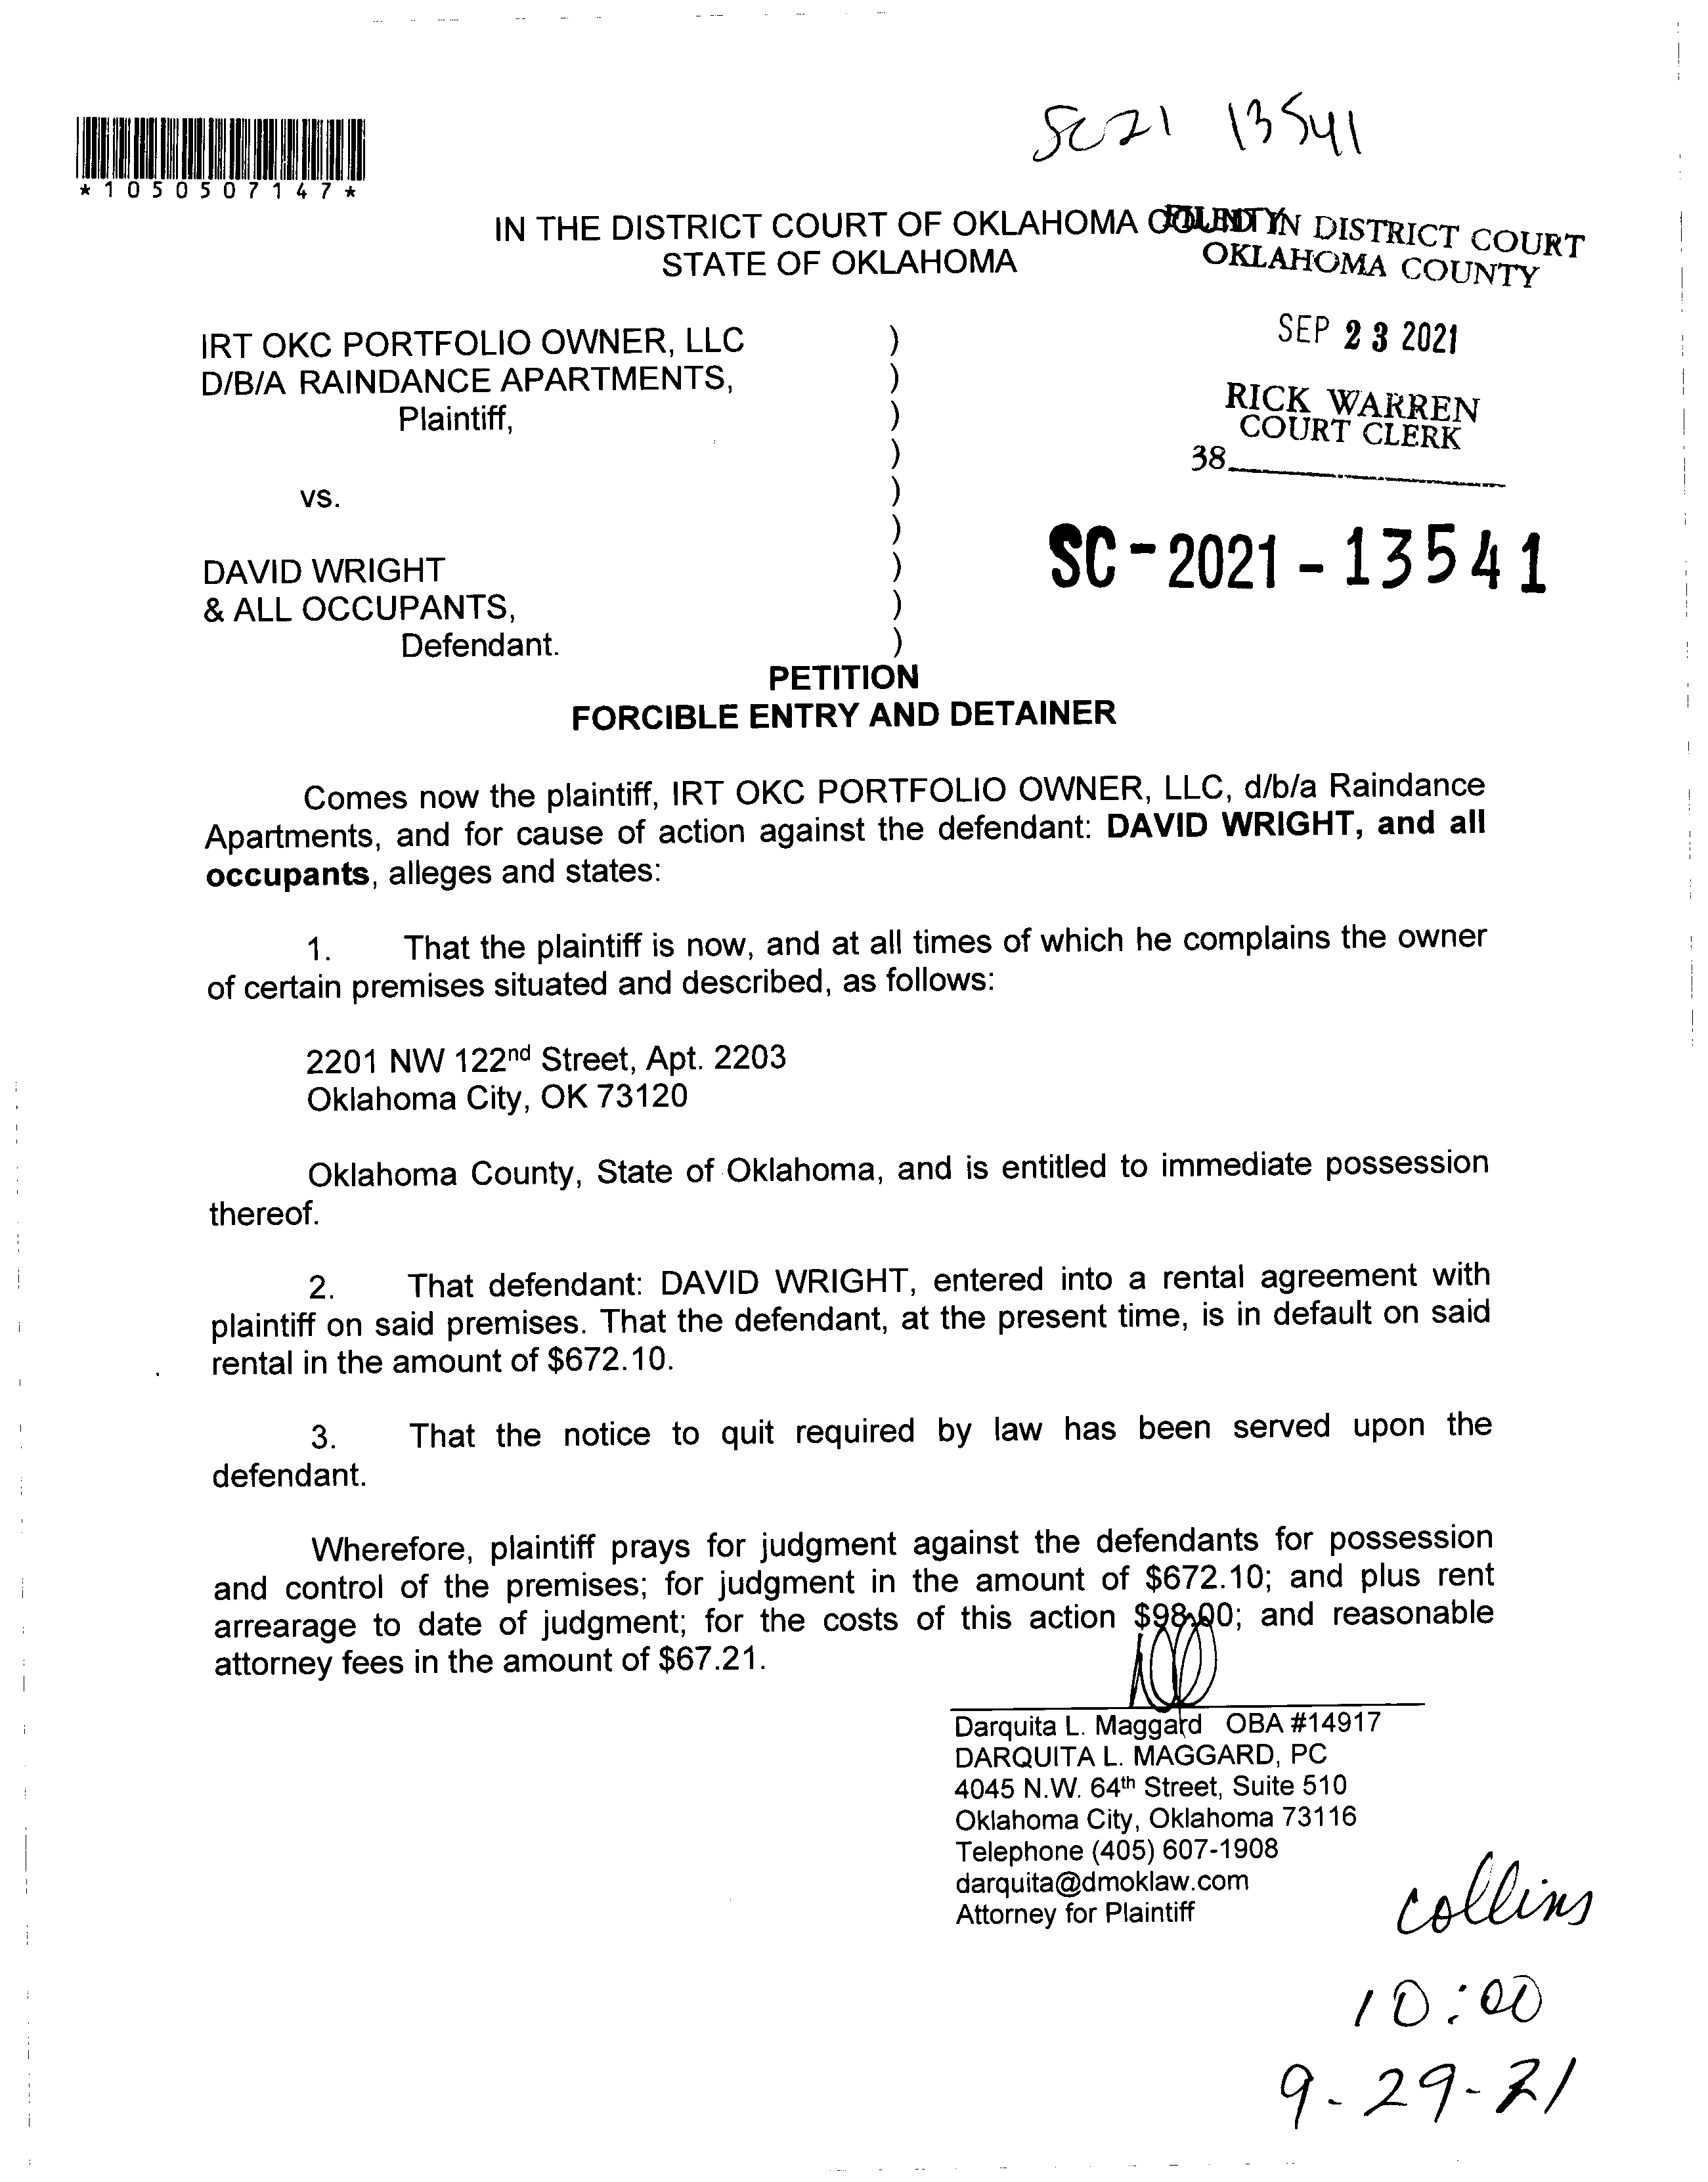 SC21 13541
*1050507147*
IN THE DISTRICT COURT OF OKLAHOMA COUNTY
STATE OF OKLAHOMA
FILED IN DISTRICT COURT
OKLAHOMA COUNTY
SEP 23 2021
RICK WARREN
COURT CLERK
38
SC-2021-13541
IRT OKC PORTFOLIO OWNER, LLC )
D/B/A RAINDANCE APARTMENTS, )
Plaintiff, )
)
vs. )
)
DAVID WRIGHT )
& ALL OCCUPANTS, )
Defendant. )
PETITION
FORCIBLE ENTRY AND DETAINER
Comes now the plaintiff, IRT OKC PORTFOLIO OWNER, LLC, d/b/a Raindance
Apartments, and for cause of action against the defendant: DAVID WRIGHT, and all
occupants, alleges and states:
1. That the plaintiff is now, and at all times of which he complains the owner
of certain premises situated and described, as follows:
2201 NW 122nd Street, Apt. 2203
Oklahoma City, OK 73120
Oklahoma County, State of Oklahoma, and is entitled to immediate possession
thereof.
2. That defendant: DAVID WRIGHT, entered into a rental agreement with
plaintiff on said premises. That the defendant, at the present time, is in default on said
rental in the amount of $672.10.
3. That the notice to quit required by law has been served upon the
defendant.
Wherefore, plaintiff prays for judgment against the defendants for possession
and control of the premises; for judgment in the amount of $672.10; and plus rent
arrearage to date of judgment; for the costs of this action $98.00; and reasonable
attorney fees in the amount of $67.21.
Darquita L. Maggard OBA #14917
DARQUITA L. MAGGARD, PC
4045 N.W. 64th Street, Suite 510
Oklahoma City, Oklahoma 73116
Telephone (405) 607-1908
darquita@dmoklaw.com
Attorney for Plaintiff
collins
10:00
9-29-21